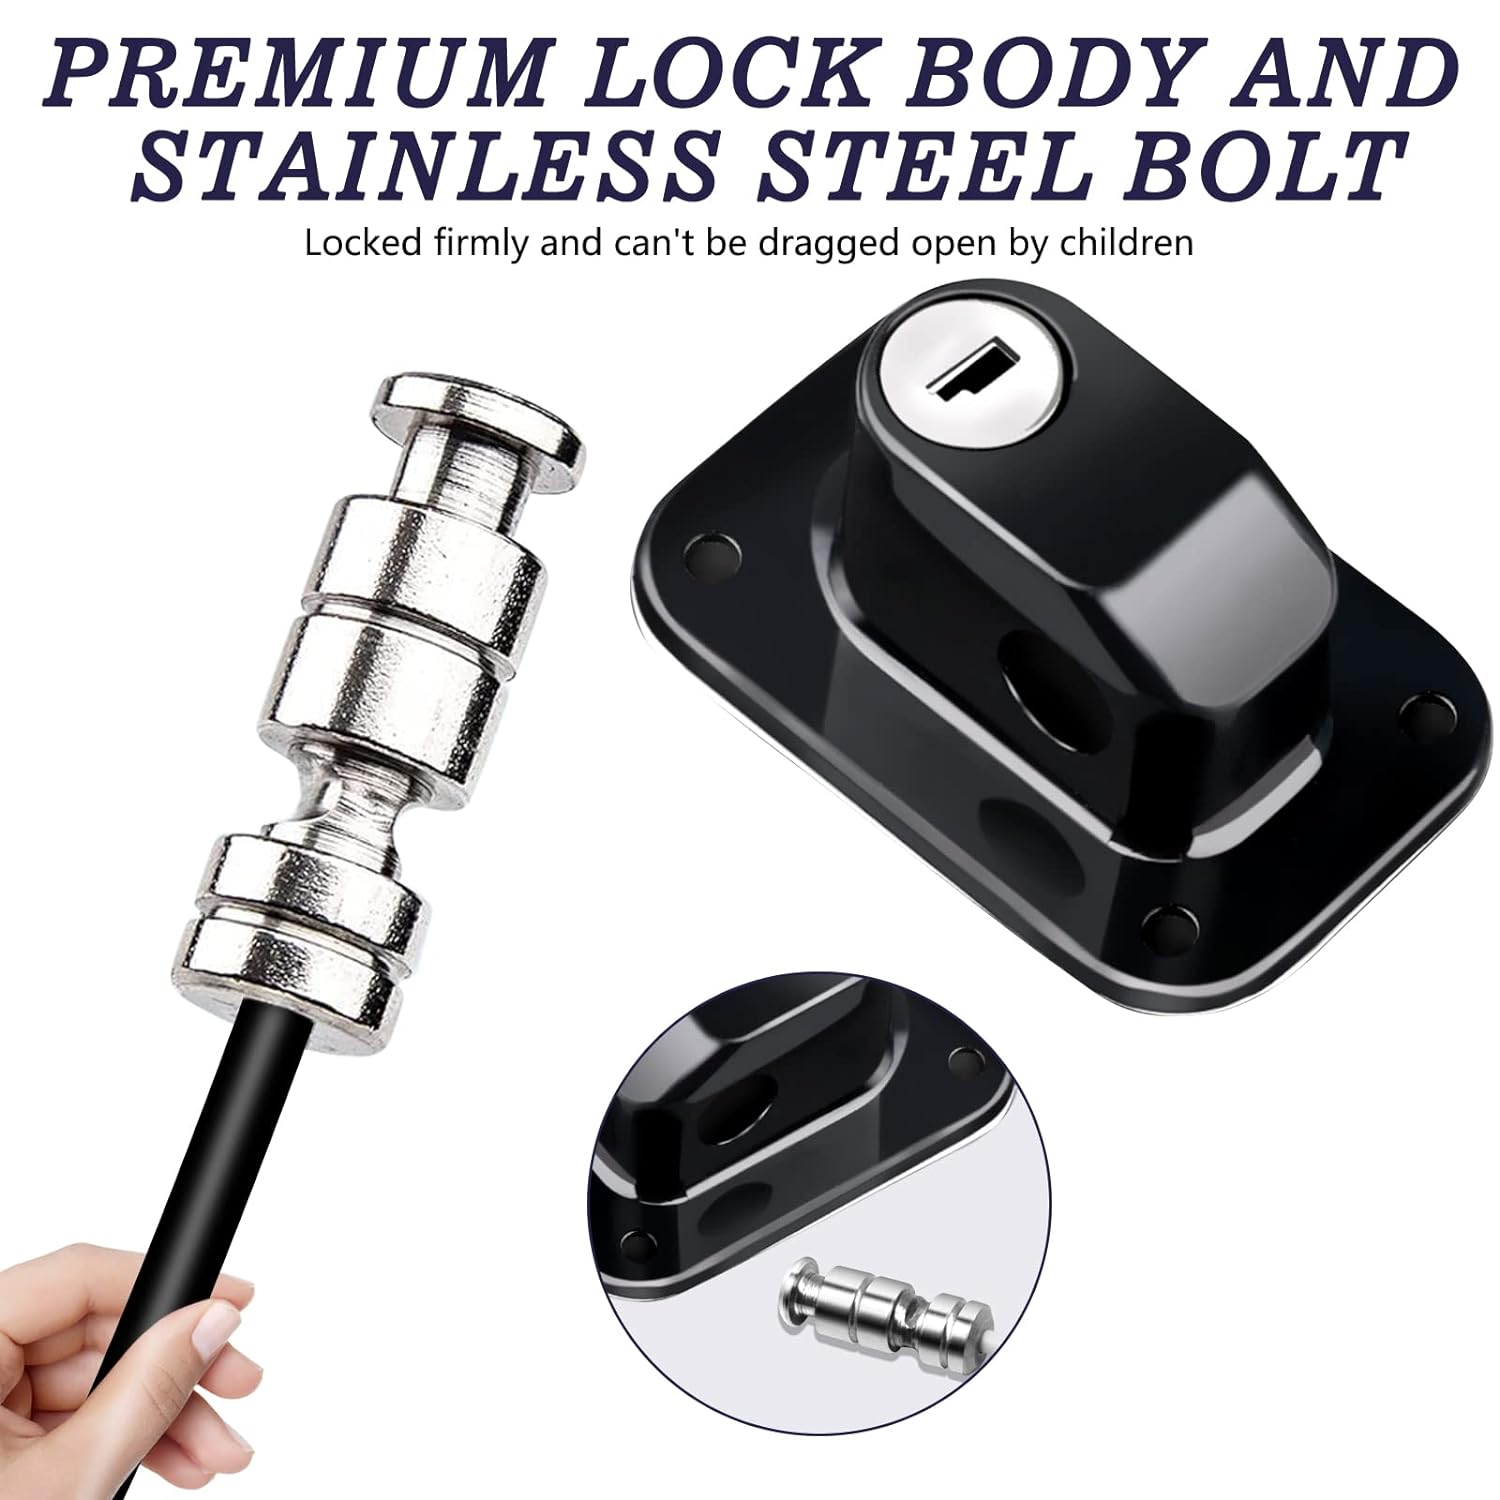 PREMIUM LOCK BODY AND
STAINLESS STEEL BOLT
Locked firmly and can't be dragged open by children